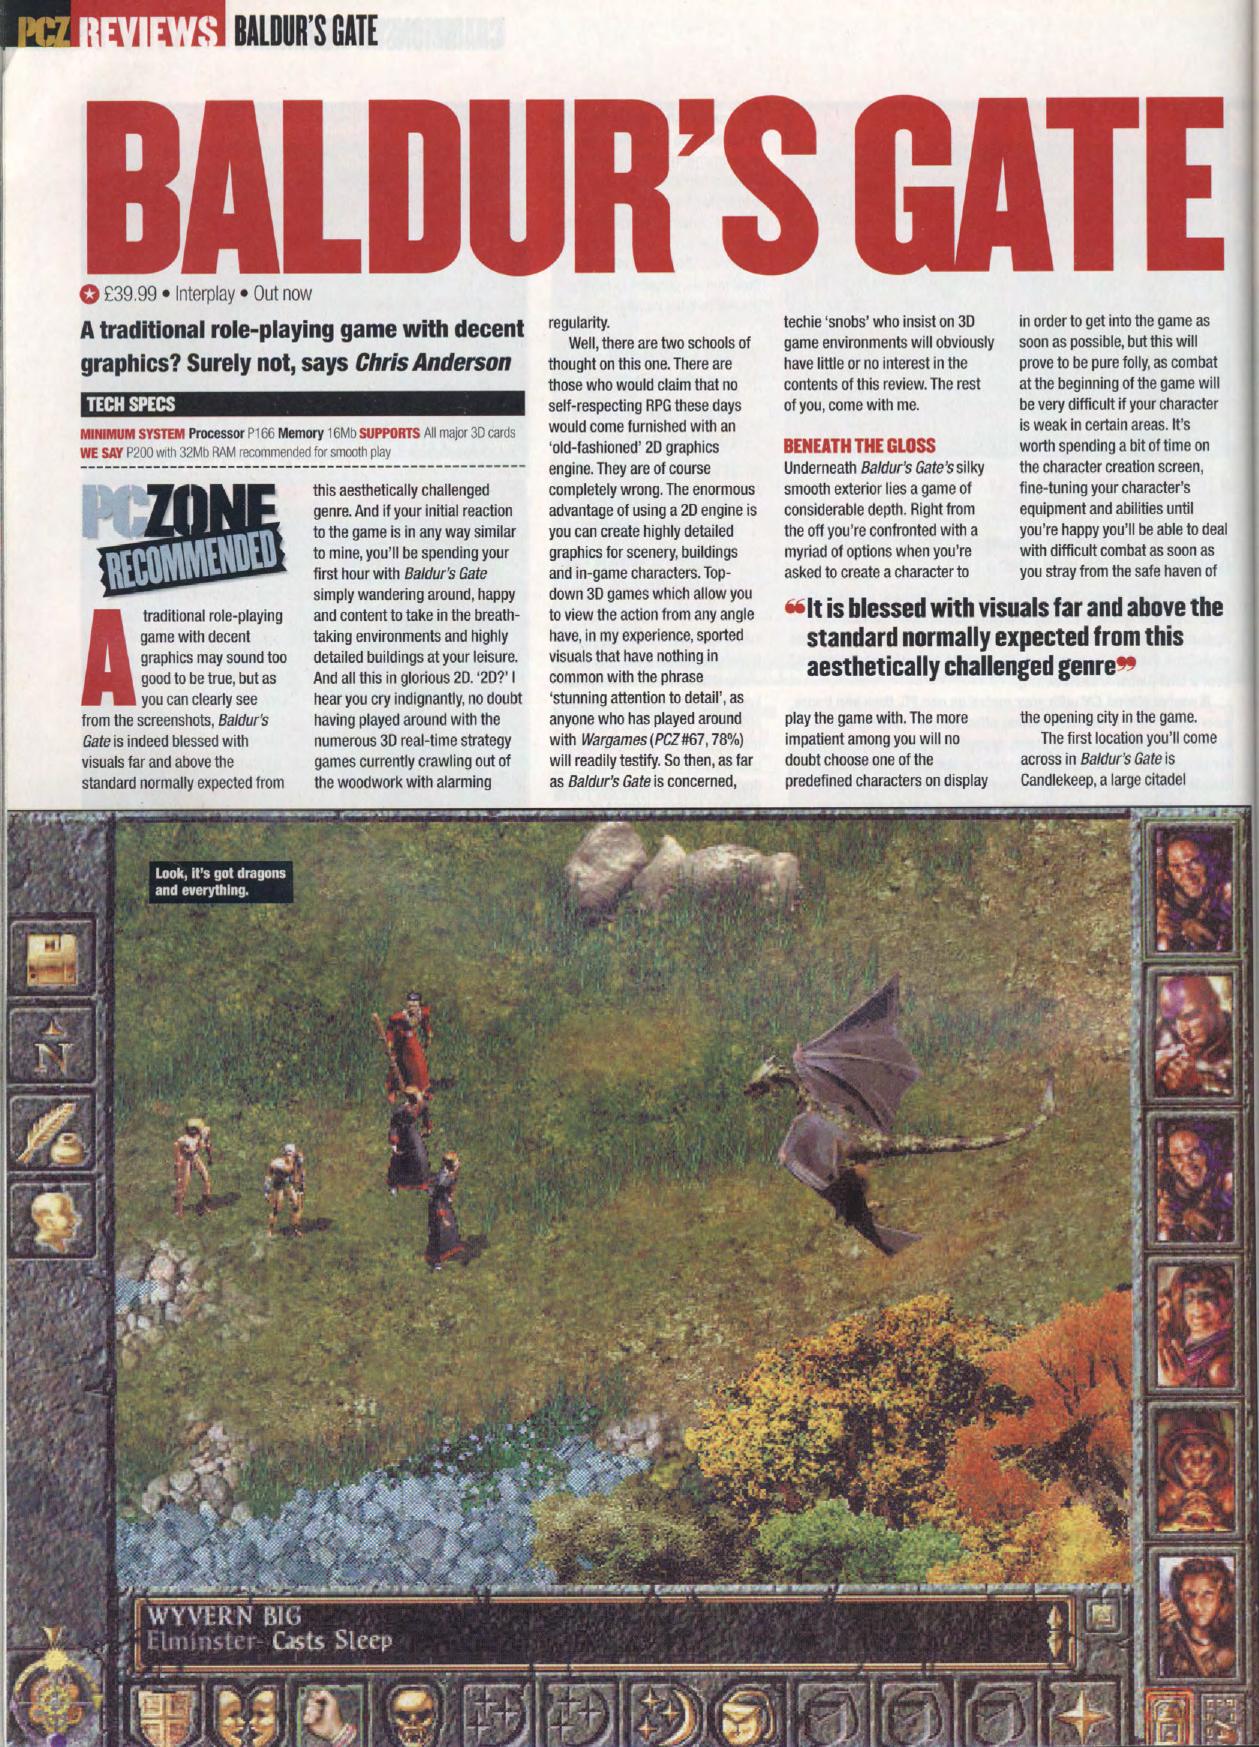 PCZ REVIEWS BALDUR'S GATE
BALDUR'S GATE
£39.99 • Interplay • Out now
A traditional role-playing game with decent
graphics? Surely not, says Chris Anderson
TECH SPECS
MINIMUM SYSTEM Processor P166 Memory 16Mb SUPPORTS All major 3D cards
WE SAY P200 with 32Mb RAM recommended for smooth play
PCZONE
RECOMMENDED
A traditional role-playing
game with decent
graphics may sound too
good to be true, but as
you can clearly see
from the screenshots, Baldur's
Gate is indeed blessed with
visuals far and above the
standard normally expected from
this aesthetically challenged
genre. And if your initial reaction
to the game is in any way similar
to mine, you'll be spending your
first hour with Baldur's Gate
simply wandering around, happy
and content to take in the breath-
taking environments and highly
detailed buildings at your leisure.
And all this in glorious 2D. '2D?' I
hear you cry indignantly, no doubt
having played around with the
numerous 3D real-time strategy
games currently crawling out of
the woodwork with alarming
regularity.
Well, there are two schools of
thought on this one. There are
those who would claim that no
self-respecting RPG these days
would come furnished with an
'old-fashioned' 2D graphics
engine. They are of course
completely wrong. The enormous
advantage of using a 2D engine is
you can create highly detailed
graphics for scenery, buildings
and in-game characters. Top-
down 3D games which allow you
to view the action from any angle
have, in my experience, sported
visuals that have nothing in
common with the phrase
'stunning attention to detail', as
anyone who has played around
with Wargames (PCZ #67, 78%)
will readily testify. So then, as far
as Baldur's Gate is concerned,
techie 'snobs' who insist on 3D
game environments will obviously
have little or no interest in the
contents of this review. The rest
of you, come with me.
BENEATH THE GLOSS
Underneath Baldur's Gate's silky
smooth exterior lies a game of
considerable depth. Right from
the off you're confronted with a
myriad of options when you're
asked to create a character to
play the game with. The more
impatient among you will no
doubt choose one of the
predefined characters on display
in order to get into the game as
soon as possible, but this will
prove to be pure folly, as combat
at the beginning of the game will
be very difficult if your character
is weak in certain areas. It's
worth spending a bit of time on
the character creation screen,
fine-tuning your character's
equipment and abilities until
you're happy you'll be able to deal
with difficult combat as soon as
you stray from the safe haven of
the opening city in the game.
The first location you'll come
across in Baldur's Gate is
Candlekeep, a large citadel
“It is blessed with visuals far and above the
standard normally expected from this
aesthetically challenged genre”
Look, it's got dragons
and everything.
N
WYVERN BIG
Elminster- Casts Sleep